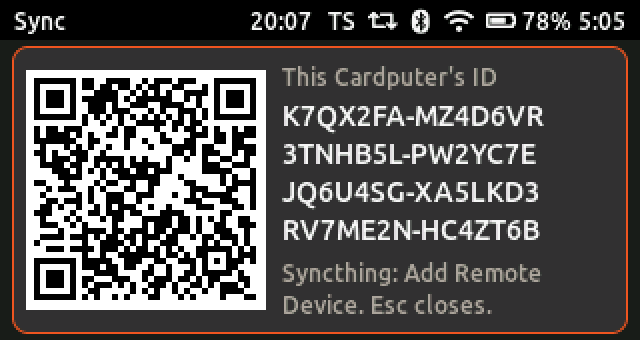 Sync 20:07 TS 78% 5:05
This Cardputer's ID
K7QX2FA-MZ4D6VR
3TNHB5L-PW2YC7E
JQ6U4SG-XA5LKD3
RV7ME2N-HC4ZT6B
Syncthing: Add Remote
Device. Esc closes.